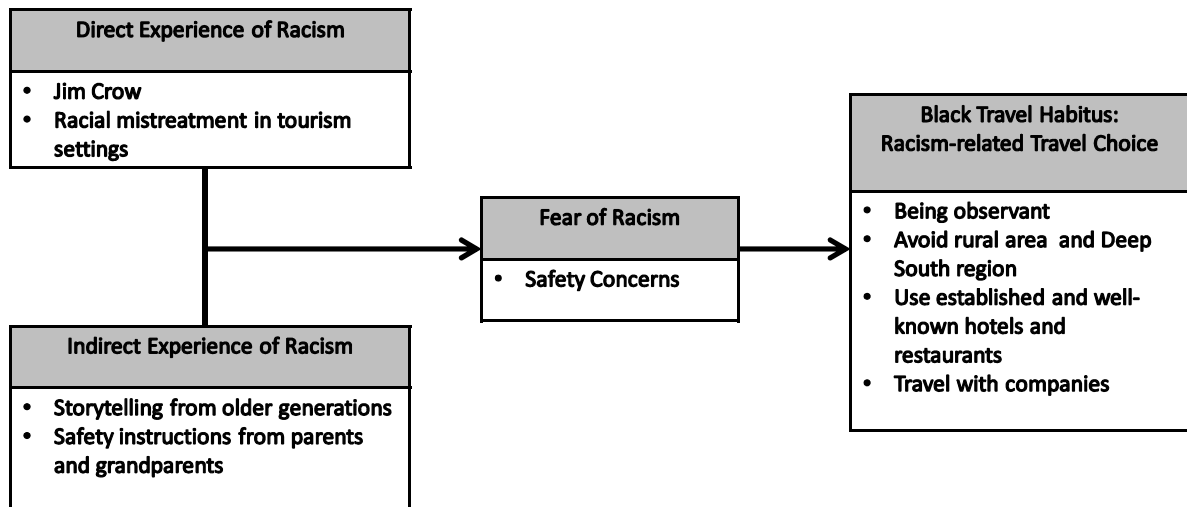 Direct Experience of Racism
• Jim Crow
• Racial mistreatment in tourism
settings
Indirect Experience of Racism
• Storytelling from older generations
• Safety instructions from parents
and grandparents
Fear of Racism
• Safety Concerns
Black Travel Habitus:
Racism-related Travel Choice
• Being observant
• Avoid rural area and Deep
South region
• Use established and well-
known hotels and
restaurants
• Travel with companies